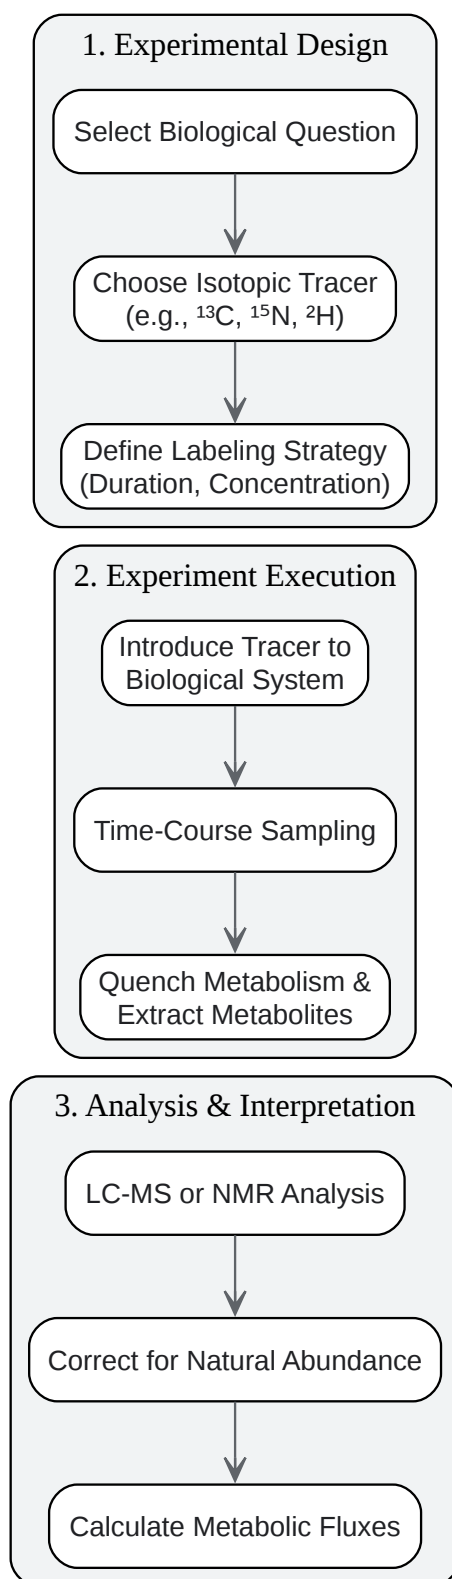 1. Experimental Design
Select Biological Question
Choose Isotopic Tracer
(e.g., ¹³C, ¹⁵N, ²H)
Define Labeling Strategy
(Duration, Concentration)
2. Experiment Execution
Introduce Tracer to
Biological System
Time-Course Sampling
Quench Metabolism &
Extract Metabolites
3. Analysis & Interpretation
LC-MS or NMR Analysis
Correct for Natural Abundance
Calculate Metabolic Fluxes